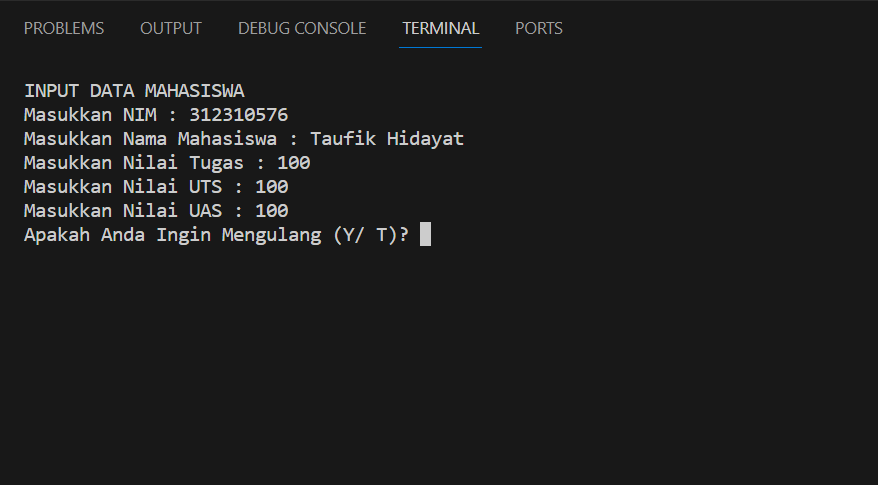 PROBLEMS OUTPUT DEBUG CONSOLE TERMINAL PORTS
INPUT DATA MAHASISWA
Masukkan NIM : 312310576
Masukkan Nama Mahasiswa : Taufik Hidayat
Masukkan Nilai Tugas : 100
Masukkan Nilai UTS : 100
Masukkan Nilai UAS : 100
Apakah Anda Ingin Mengulang (Y/ T)?